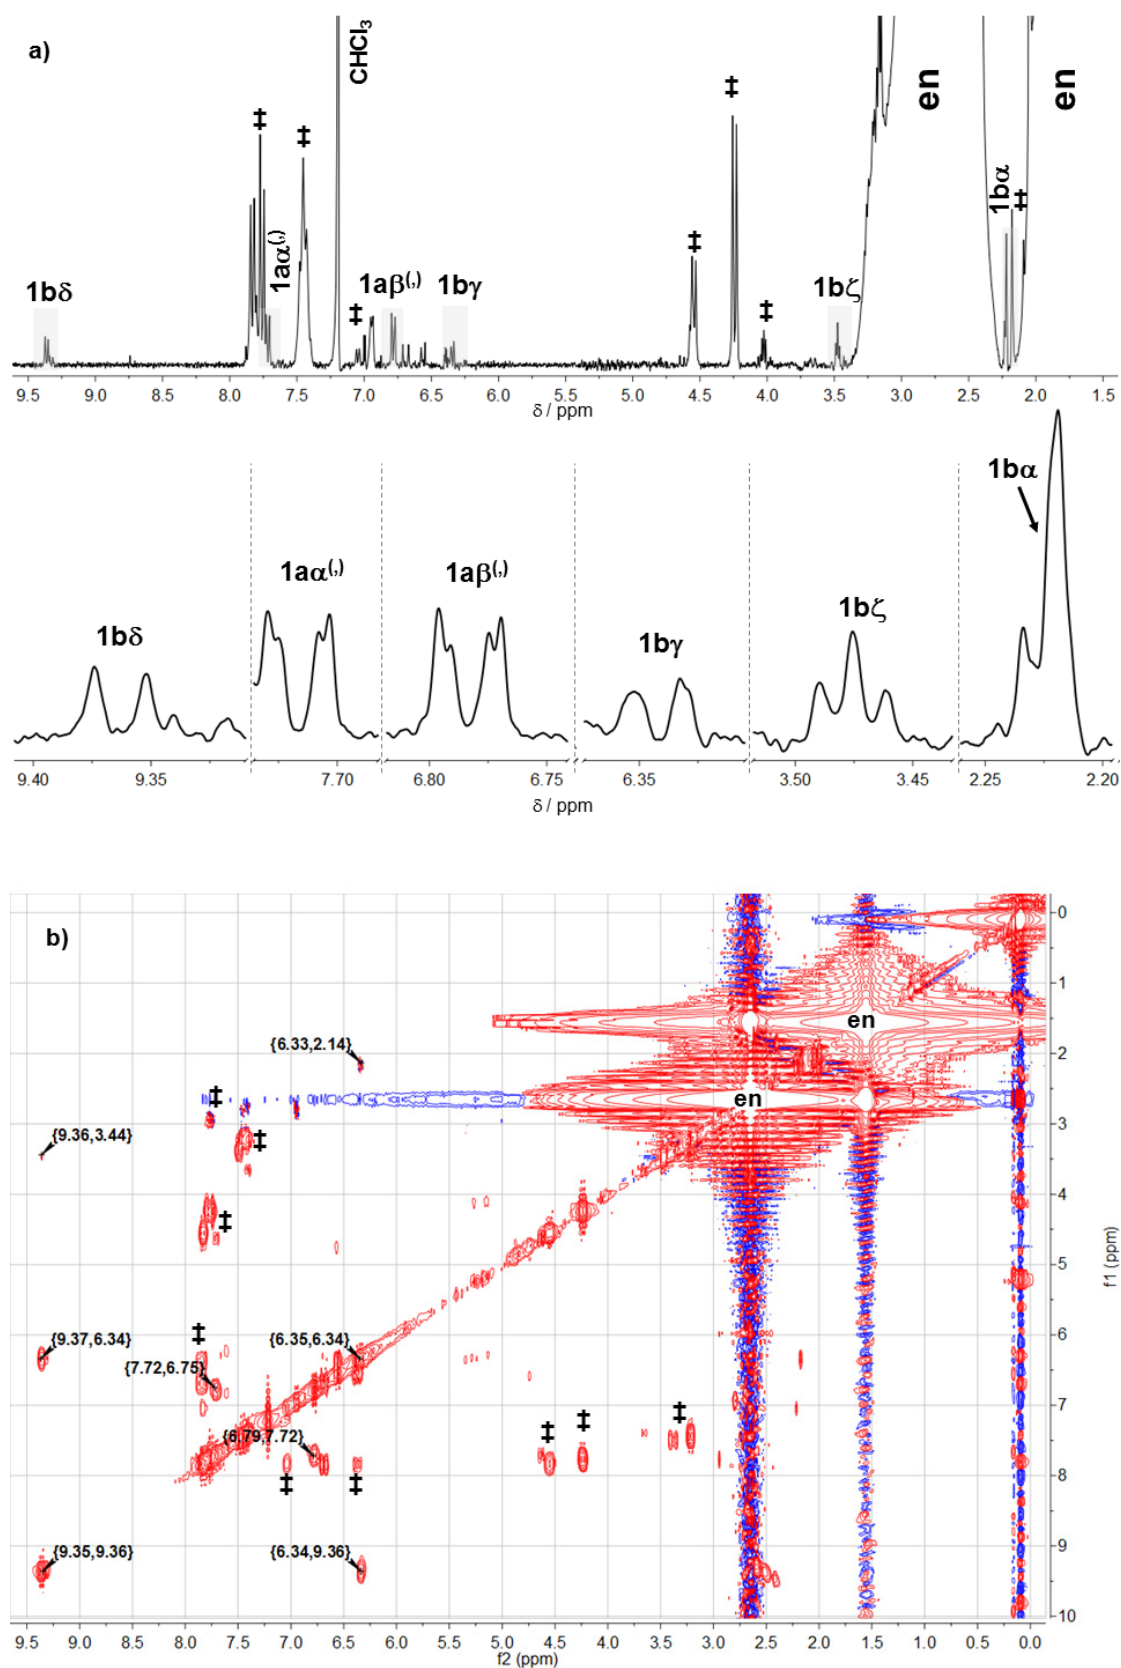 a)
CHCl3
‡
‡
‡
en
en
1aα(,)
1bα
‡
1bδ
1aβ(,)
1bγ
‡
‡
‡
1bζ
9.5 9.0 8.5 8.0 7.5 7.0 6.5 6.0 5.5 5.0 4.5 4.0 3.5 3.0 2.5 2.0 1.5
δ / ppm
1bα
1aα(,)
1aβ(,)
1bζ
1bδ
1bγ
9.40 9.35 7.70 6.80 6.75 6.35 3.50 3.45 2.25 2.20
δ / ppm
b)
0
1
en
{6.33,2.14}
2
‡
en
3
{9.36,3.44}
‡
4
‡
5
6
‡
{9.37,6.34}
{6.35,6.34}
{7.72,6.75}
7
‡
‡
‡
{6.79,7.72}
8
‡
‡
9
{9.35,9.36}
{6.34,9.36}
10
f1 (ppm)
9.5 9.0 8.5 8.0 7.5 7.0 6.5 6.0 5.5 5.0 4.5 4.0 3.5 3.0 2.5 2.0 1.5 1.0 0.5 0.0
f2 (ppm)